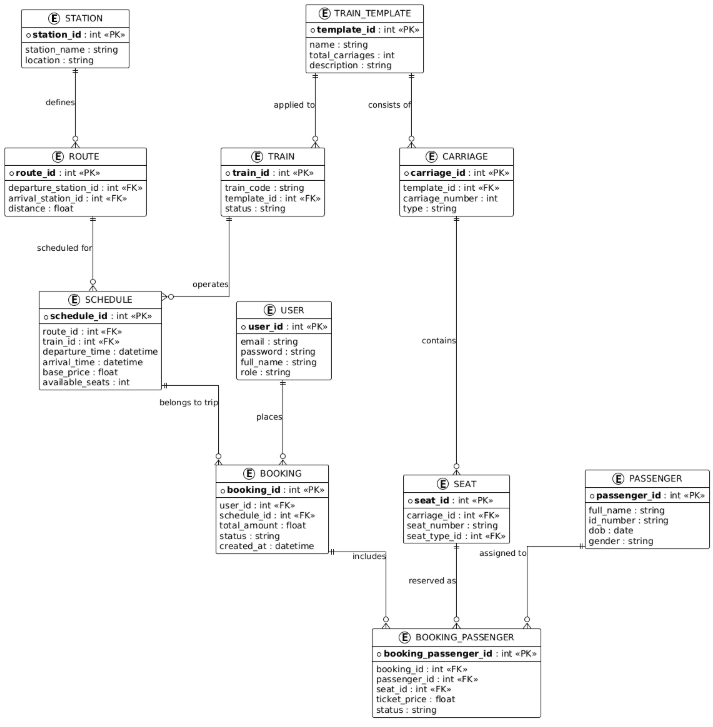 E STATION
station_id : int «PK»
station_name : string
location : string
E TRAIN_TEMPLATE
template_id : int «PK»
name : string
total_carriages : int
description : string
defines
applied to
consists of
E ROUTE
route_id : int «PK»
departure_station_id : int «FK»
arrival_station_id : int «FK»
distance : float
E TRAIN
train_id : int «PK»
train_code : string
template_id : int «FK»
status : string
E CARRIAGE
carriage_id : int «PK»
template_id : int «FK»
carriage_number : int
type : string
scheduled for
operates
E SCHEDULE
schedule_id : int «PK»
route_id : int «FK»
train_id : int «FK»
departure_time : datetime
arrival_time : datetime
base_price : float
available_seats : int
E USER
user_id : int «PK»
email : string
password : string
full_name : string
role : string
contains
belongs to trip
places
E BOOKING
booking_id : int «PK»
user_id : int «FK»
schedule_id : int «FK»
total_amount : float
status : string
created_at : datetime
E SEAT
seat_id : int «PK»
carriage_id : int «FK»
seat_number : string
seat_type_id : int «FK»
E PASSENGER
passenger_id : int «PK»
full_name : string
id_number : string
dob : date
gender : string
includes
reserved as
assigned to
E BOOKING_PASSENGER
booking_passenger_id : int «PK»
booking_id : int «FK»
passenger_id : int «FK»
seat_id : int «FK»
ticket_price : float
status : string